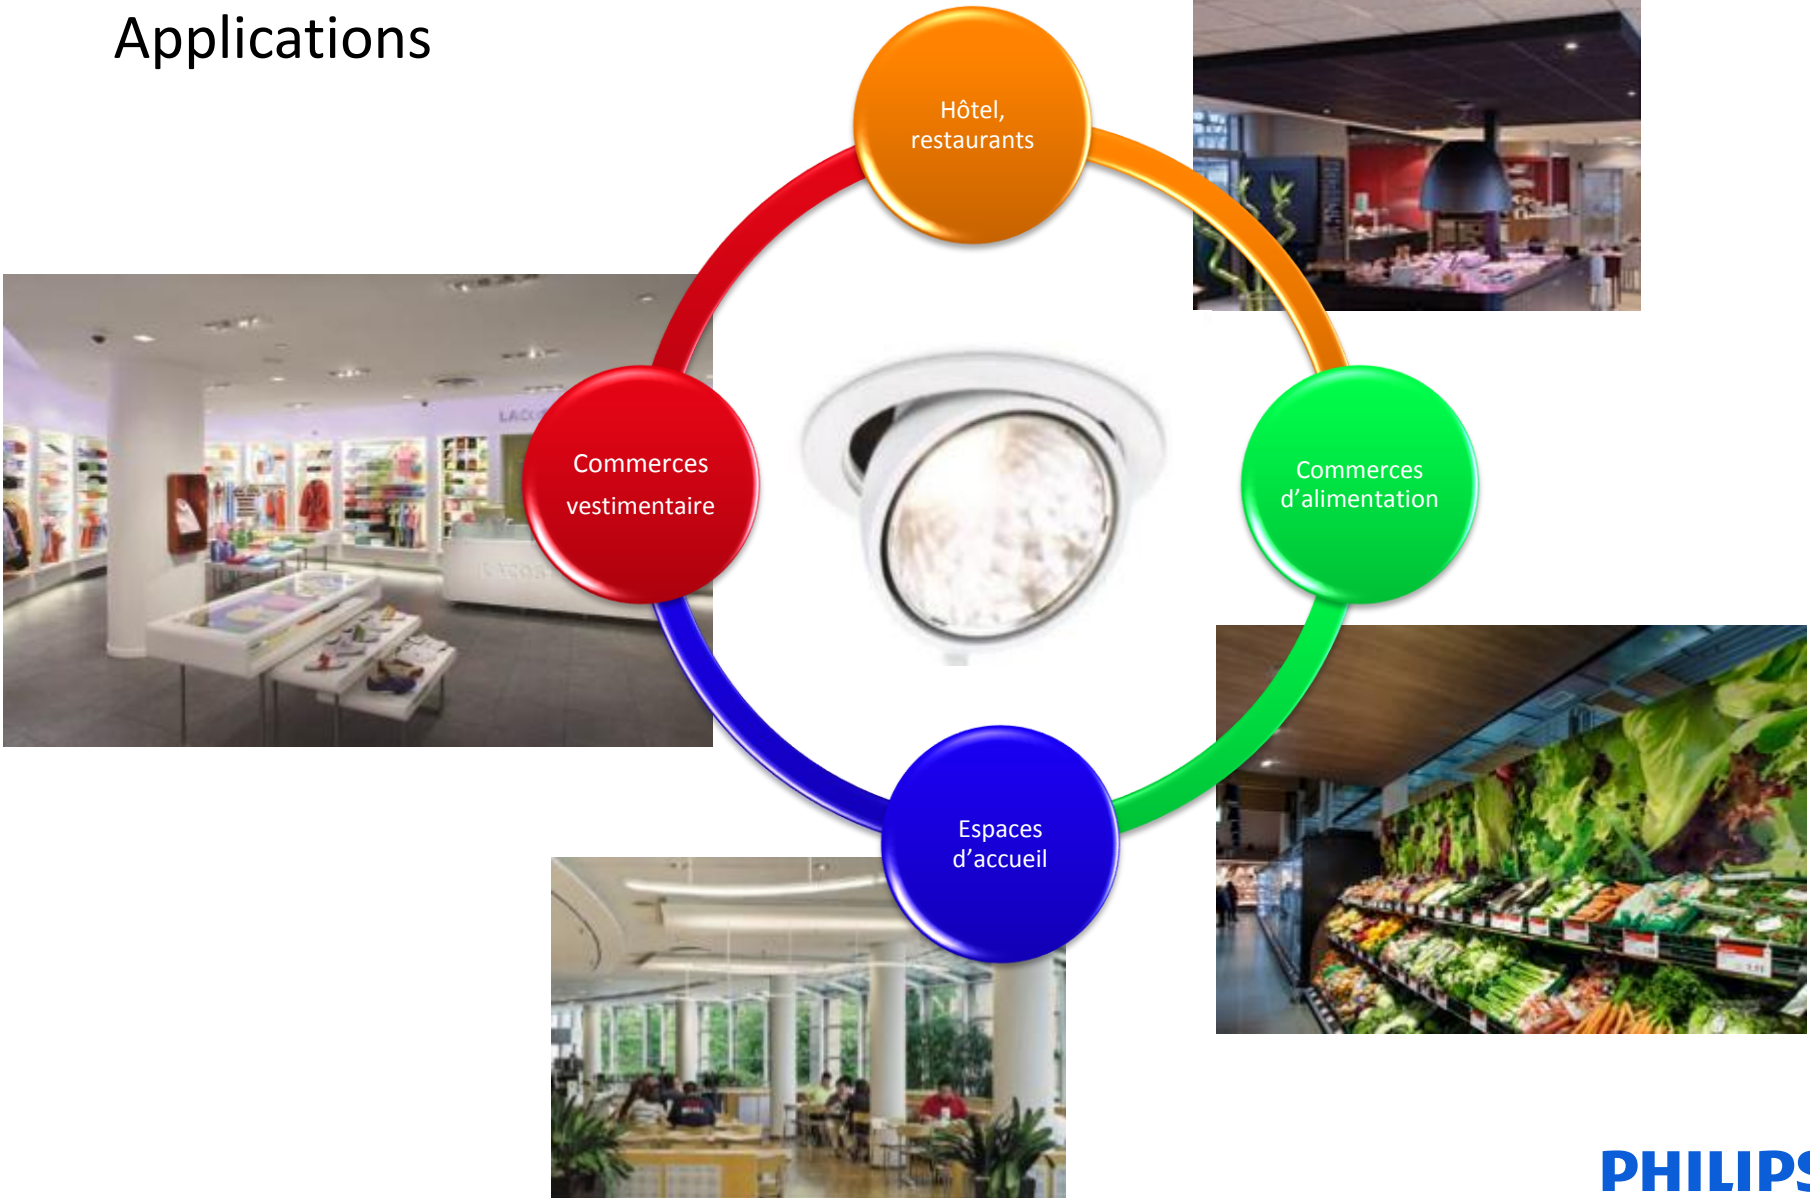 Applications
Hôtel,
restaurants
Commerces
vestimentaire
Commerces
d’alimentation
Espaces
d’accueil
PHILIPS